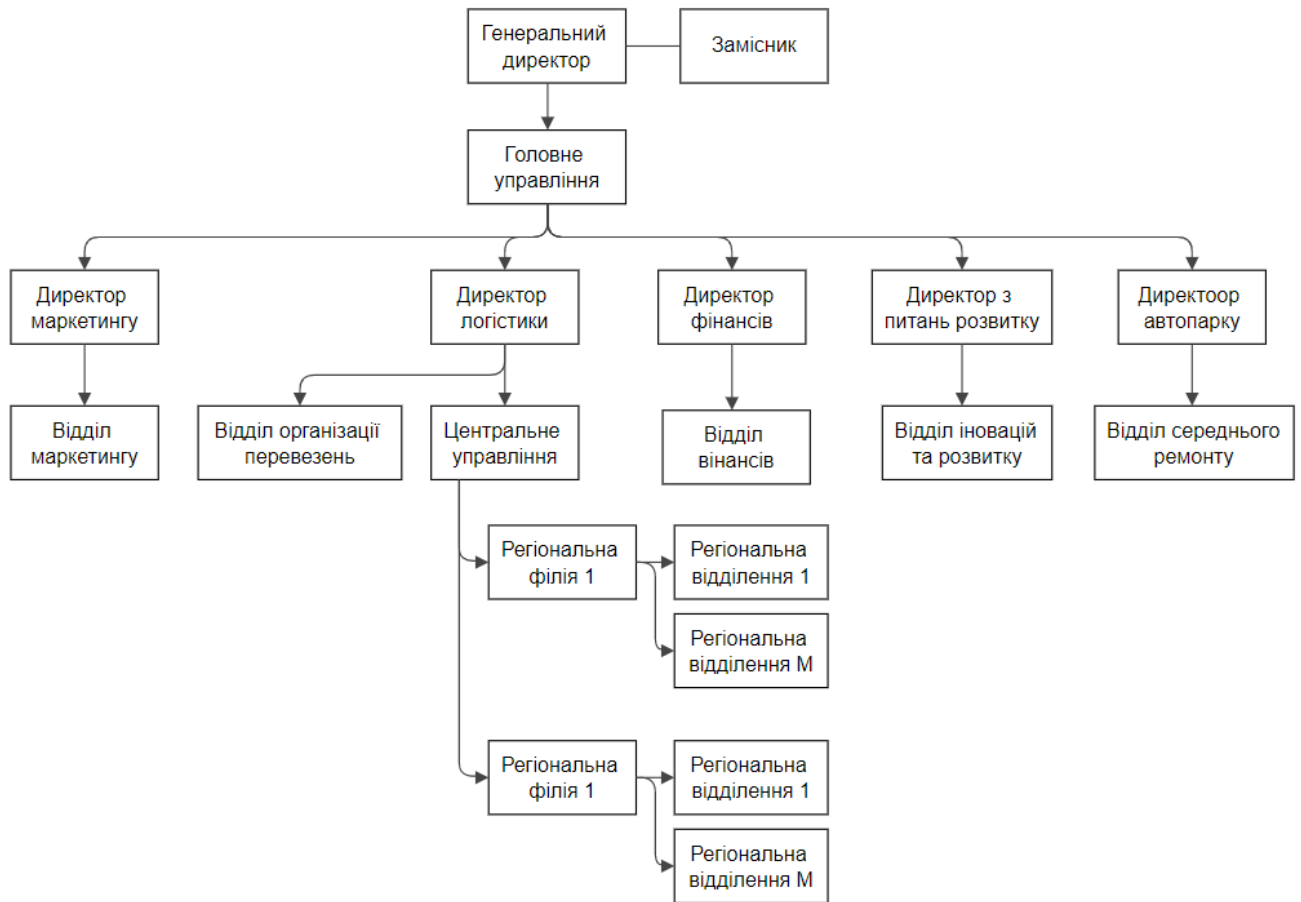 Генеральний
директор
Замісник
Головне
управління
Директор
маркетингу
Директор
логістики
Директор
фінансів
Директор з
питань розвитку
Директоор
автопарку
Відділ
маркетингу
Відділ організації
перевезень
Центральне
управління
Відділ
вінансів
Відділ іновацій
та розвитку
Відділ середнього
ремонту
Регіональна
філія 1
Регіональна
відділення 1
Регіональна
відділення М
Регіональна
філія 1
Регіональна
відділення 1
Регіональна
відділення М